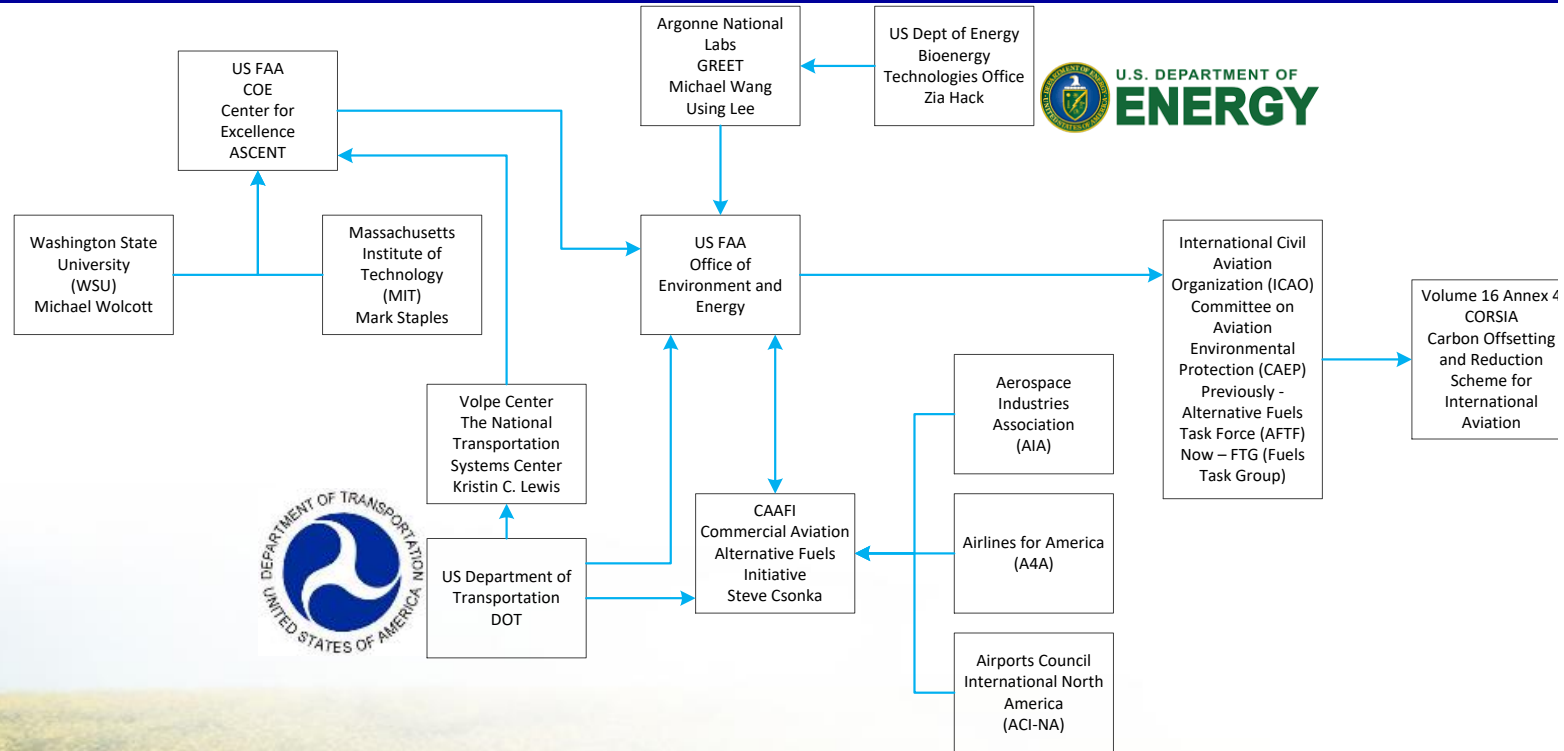 Argonne National
Labs
GREET
Michael Wang
Using Lee
US Dept of Energy
Bioenergy
Technologies Office
Zia Hack
U.S. DEPARTMENT OF
ENERGY
US FAA
COE
Center for
Excellence
ASCENT
Washington State
University
(WSU)
Michael Wolcott
Massachusetts
Institute of
Technology
(MIT)
Mark Staples
US FAA
Office of
Environment and
Energy
International Civil
Aviation
Organization (ICAO)
Committee on
Aviation
Environmental
Protection (CAEP)
Previously -
Alternative Fuels
Task Force (AFTF)
Now – FTG (Fuels
Task Group)
Volume 16 Annex 4
CORSIA
Carbon Offsetting
and Reduction
Scheme for
International
Aviation
Volpe Center
The National
Transportation
Systems Center
Kristin C. Lewis
Aerospace
Industries
Association
(AIA)
DEPARTMENT OF TRANSPORTATION
UNITED STATES OF AMERICA
US Department of
Transportation
DOT
CAAFI
Commercial Aviation
Alternative Fuels
Initiative
Steve Csonka
Airlines for America
(A4A)
Airports Council
International North
America
(ACI-NA)